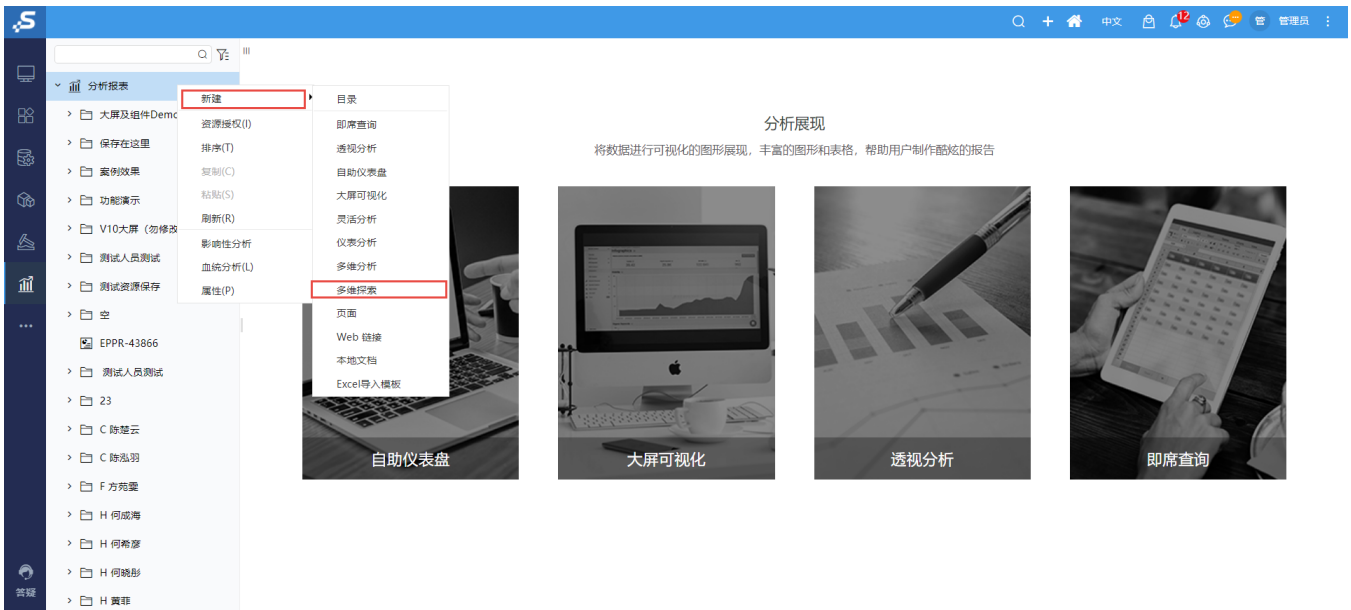 S
中文
12
管
管理员
分析报表
大屏及组件Demo
保存在这里
案例效果
功能演示
V10大屏（勿修改
测试人员测试
测试资源保存
空
EPPR-43866
测试人员测试
23
C 陈楚云
C 陈泓羽
F 方苑雯
H 何成海
H 何希彦
H 何晓彤
H 黄菲
答疑
新建
资源授权(I)
排序(T)
复制(C)
粘贴(S)
刷新(R)
影响性分析
血统分析(L)
属性(P)
目录
即席查询
透视分析
自助仪表盘
大屏可视化
灵活分析
仪表分析
多维分析
多维探索
页面
Web 链接
本地文档
Excel导入模板
分析展现
将数据进行可视化的图形展现，丰富的图形和表格，帮助用户制作酷炫的报告
自助仪表盘
大屏可视化
透视分析
即席查询